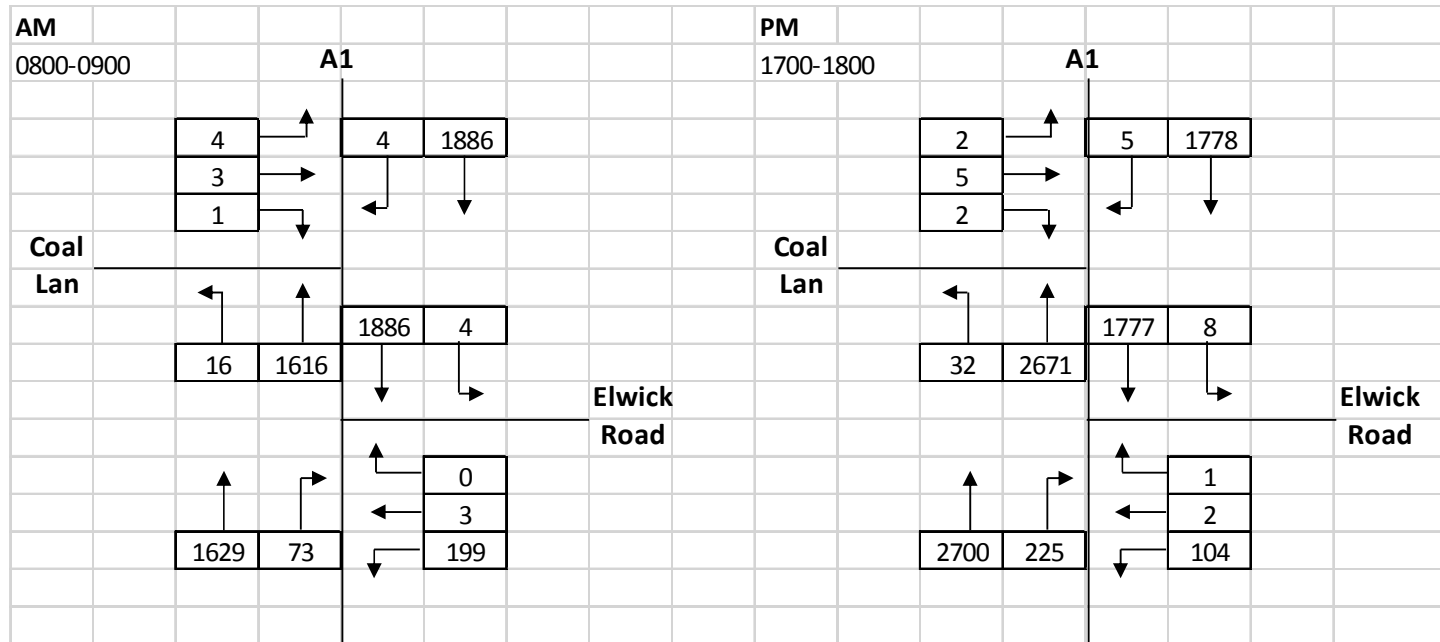 AM PM
0800-0900 A1 1700-1800 A1
4 4 1886 2 5 1778
3 5
1 2
Coal Coal
Lan Lan
1886 4 1777 8
16 1616 32 2671
Elwick Elwick
Road Road
0 1
3 2
1629 73 199 2700 225 104